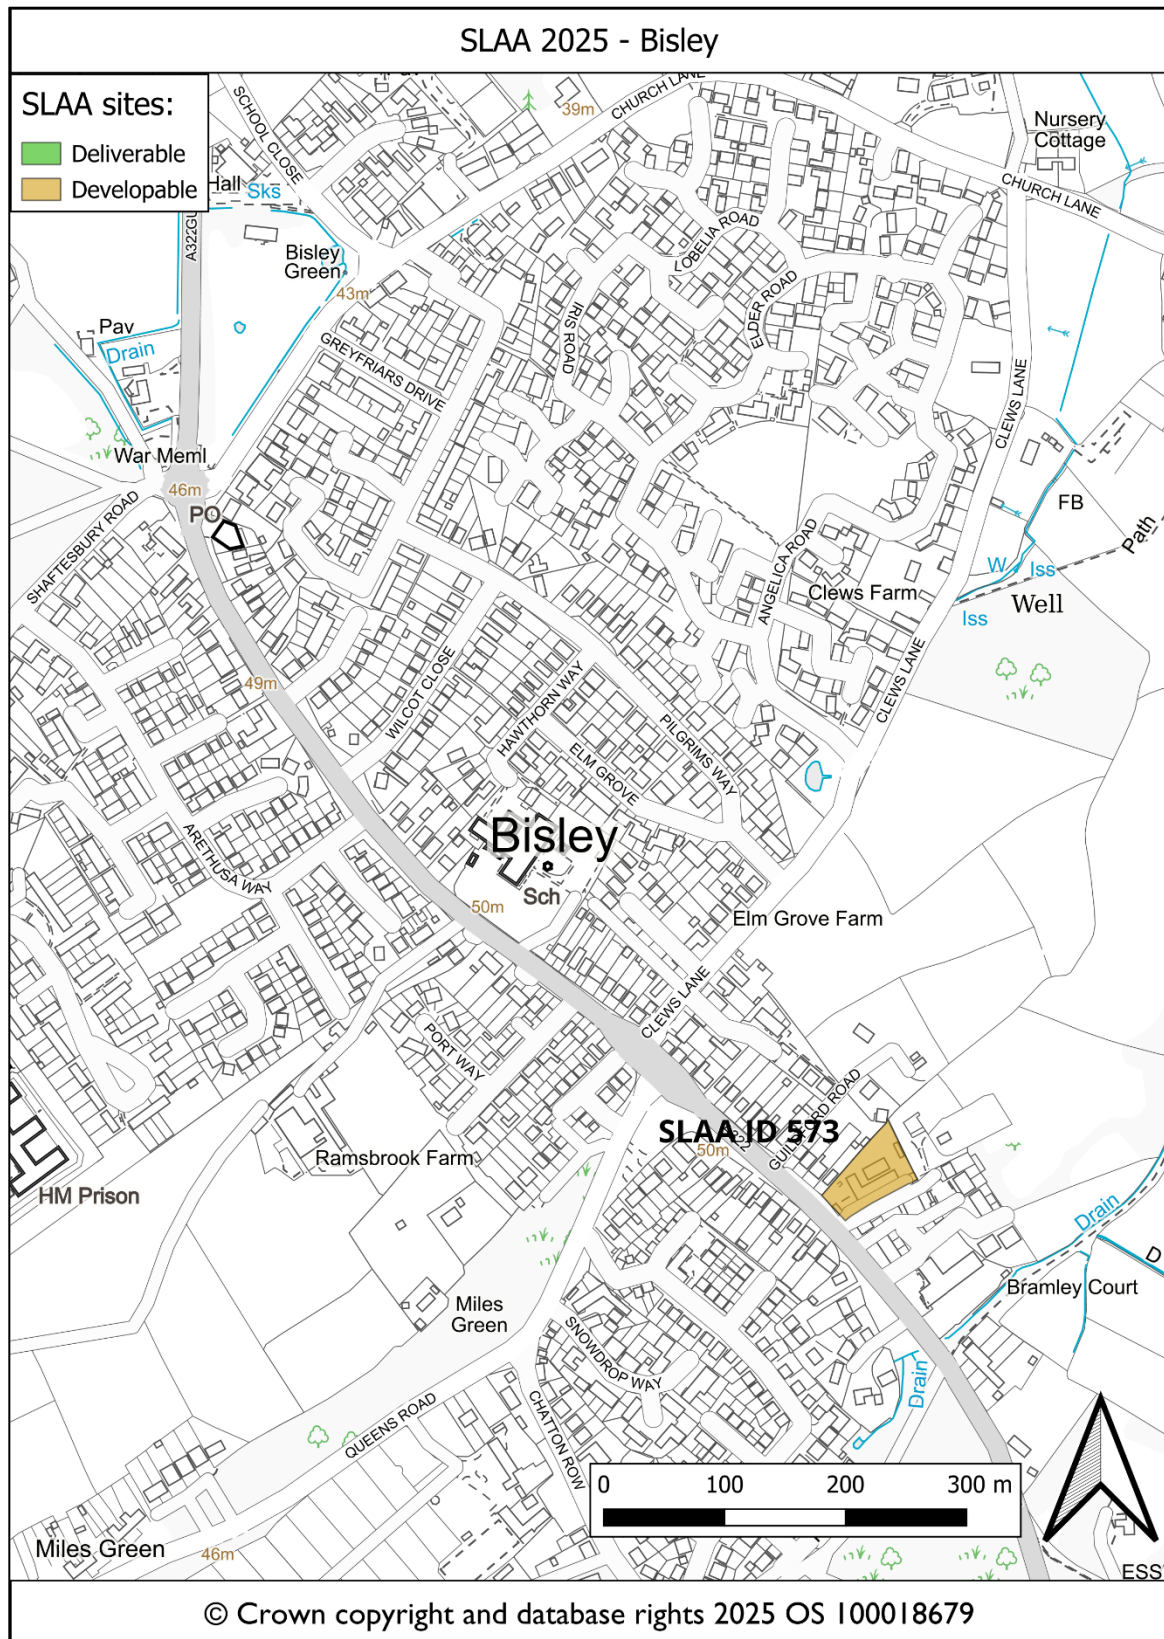 SLAA 2025 - Bisley
SLAA sites:
Deliverable
Developable
SCHOOL CLOSE
39m
CHURCH LANE
Nursery
Cottage
Hall
Sks
CHURCH LANE
A322
Bisley
Green
LOBELIA ROAD
43m
ELDER ROAD
IRIS ROAD
Pav
Drain
GREYFRIARS DRIVE
CLEWS LANE
War Meml
46m
PO
FB
SHAFTESBURY ROAD
Path
ANGELICA ROAD
W
Iss
Clews Farm
Well
Iss
49m
WILCOT CLOSE
HAWTHORN WAY
CLEWS LANE
PILGRIMS WAY
ELM GROVE
Bisley
ARETHUSA WAY
Sch
50m
Elm Grove Farm
CLEWS LANE
PORT WAY
GUILDFORD ROAD
SLAA ID 573
50m
Ramsbrook Farm
HM Prison
Drain
D
Bramley Court
Miles
Green
SNOWDROP WAY
Drain
CHATTON ROW
QUEENS ROAD
0 100 200 300 m
Miles Green
46m
ESS
© Crown copyright and database rights 2025 OS 100018679